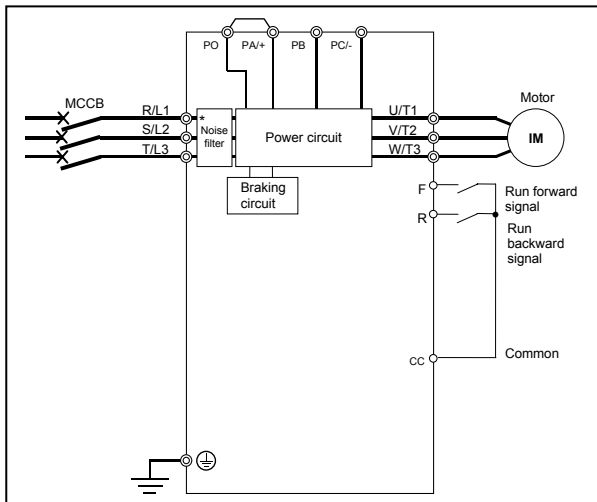 PO PA/+ PB PC/-
MCCB
R/L1
S/L2
T/L3
* Noise
filter
Power circuit
Braking
circuit
U/T1
V/T2
W/T3
Motor
IM
F
Run forward
signal
R
Run
backward
signal
CC
Common